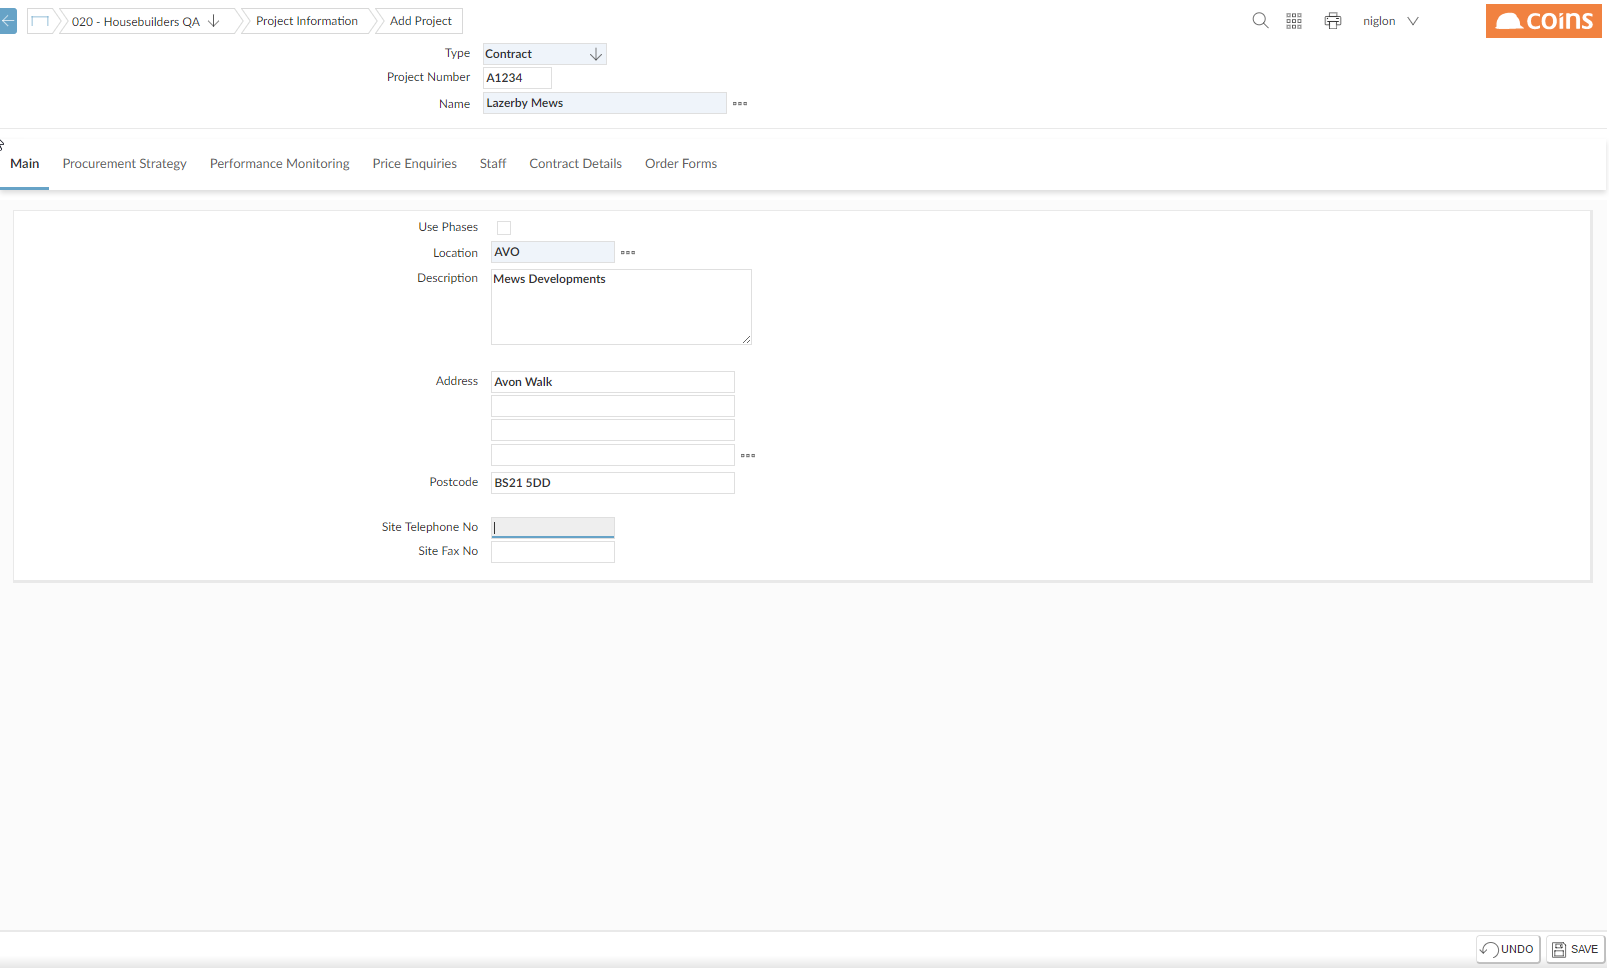 020 - Housebuilders QA
Project Information
Add Project
niglon
coins
Type
Contract
Project Number
A1234
Name
Lazerby Mews
Main
Procurement Strategy
Performance Monitoring
Price Enquiries
Staff
Contract Details
Order Forms
Use Phases
Location
AVO
Description
Mews Developments
Address
Avon Walk
Postcode
BS21 5DD
Site Telephone No
Site Fax No
UNDO
SAVE